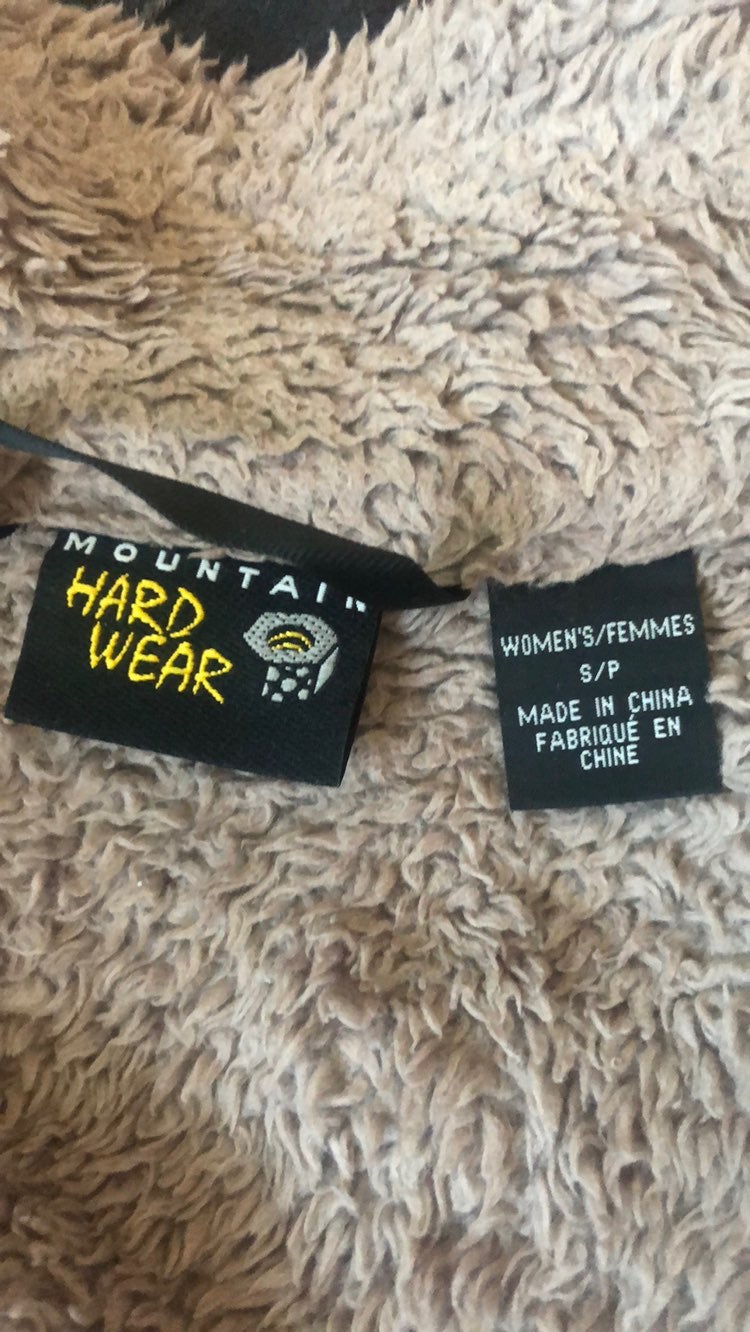 MOUNTAIN
HARD
WEAR
WOMEN'S/FEMMES
S/P
MADE IN CHINA
FABRIQUÉ EN
CHINE